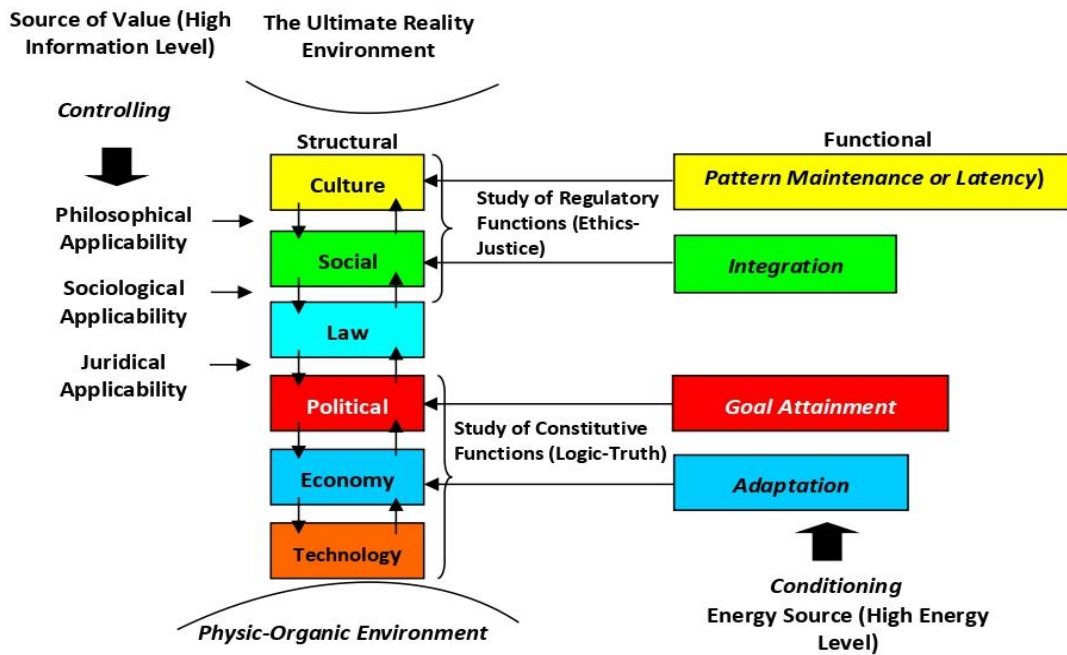 Source of Value (High
Information Level)
The Ultimate Reality
Environment
Controlling
Structural
Functional
Culture
Pattern Maintenance or Latency)
Study of Regulatory
Functions (Ethics-
Justice)
Philosophical
Applicability
Social
Integration
Sociological
Applicability
Law
Juridical
Applicability
Political
Goal Attainment
Study of Constitutive
Functions (Logic-Truth)
Economy
Adaptation
Technology
Conditioning
Energy Source (High Energy
Level)
Physic-Organic Environment